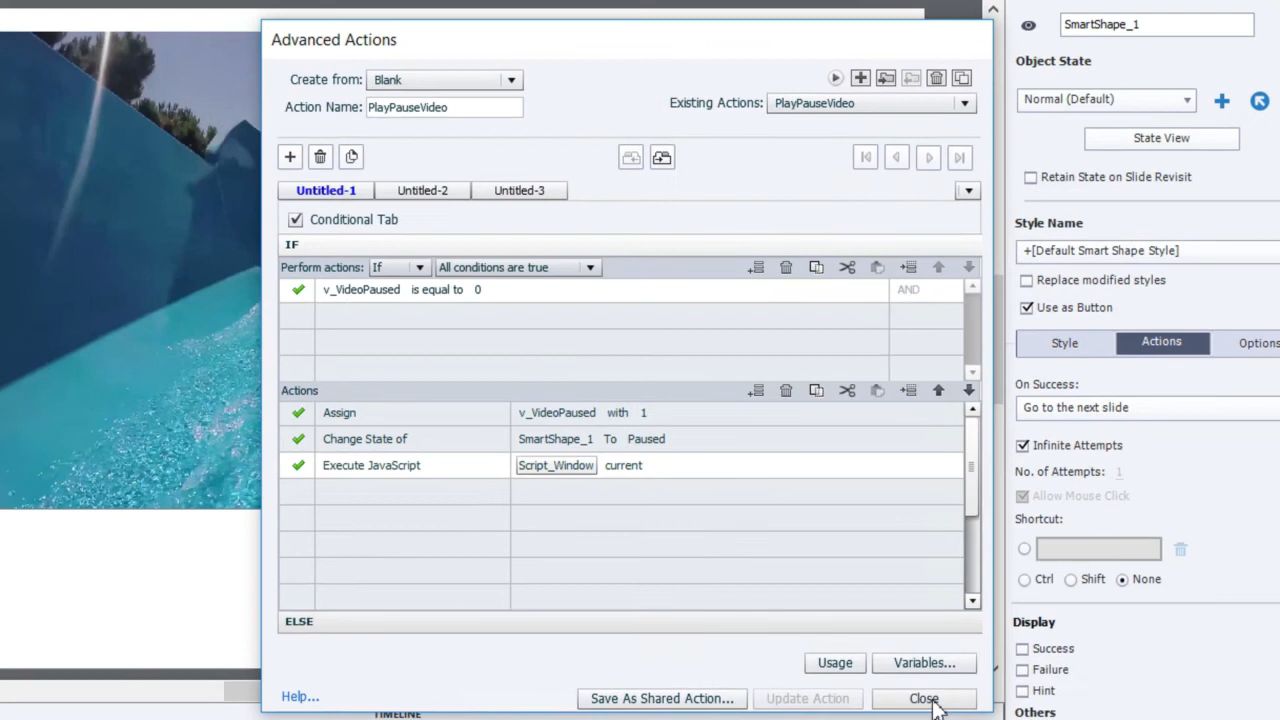 Advanced Actions
Create from: Blank
Action Name: PlayPauseVideo
Existing Actions: PlayPauseVideo
Untitled-1 Untitled-2 Untitled-3
Conditional Tab
IF
Perform actions: If All conditions are true
v_VideoPaused is equal to 0 AND
Actions
Assign v_VideoPaused with 1
Change State of SmartShape_1 To Paused
Execute JavaScript Script_Window current
ELSE
Usage Variables...
Help... Save As Shared Action... Update Action Close
TIMELINE
SmartShape_1
Object State
Normal (Default)
State View
Retain State on Slide Revisit
Style Name
+[Default Smart Shape Style]
Replace modified styles
Use as Button
Style Actions Options
On Success:
Go to the next slide
Infinite Attempts
No. of Attempts: 1
Allow Mouse Click
Shortcut:
Ctrl Shift None
Display
Success
Failure
Hint
Others